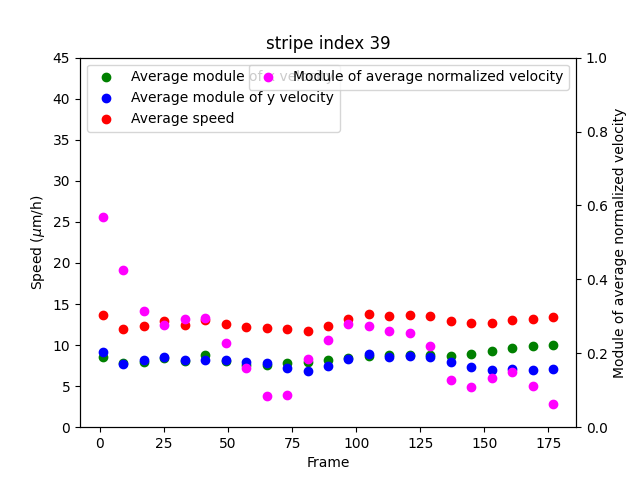 stripe index 39
Average module of x velocity
Average module of y velocity
Average speed
Module of average normalized velocity
Speed (μm/h)
45
40
35
30
25
20
15
10
5
0
1.0
0.8
0.6
0.4
0.2
0.0
Module of average normalized velocity
0 25 50 75 100 125 150 175
Frame